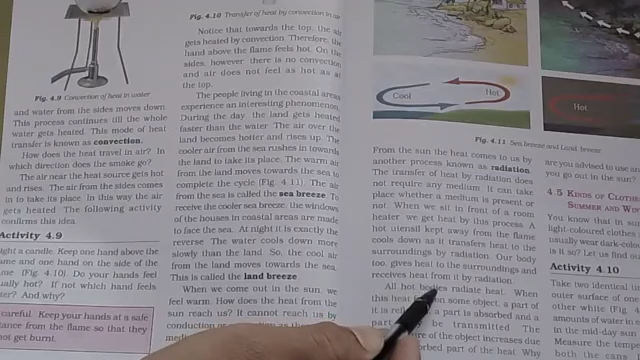 Fig. 4.9 Convection of heat in water
and water from the sides moves down.
This process continues till the whole
water gets heated. This mode of heat
transfer is known as convection.
How does the heat travel in air? In
which direction does the smoke go?
The air near the heat source gets hot
and rises. The air from the sides comes
in to take its place. In this way the air
gets heated. The following activity
confirms this idea.
Activity 4.9
light a candle. Keep one hand above the
and one hand on the side of the
(Fig. 4.10). Do your hands feel
hot? If not which hand feels
And why?
careful. Keep your hands at a
safe distance from the flame so that
they do not get burned.
Fig. 4.10 Transfer of heat by convection in air
Notice that towards the top, the air
gets heated by convection. Therefore, the
hand above the flame feels hot. On the
sides, however, there is no convection
and air does not feel as hot as at
the top.
The people living in the coastal areas
experience an interesting phenomenon.
During the day, the land gets heated
faster than the water. The air over the
land becomes hotter and rises up. The
cooler air from the sea rushes in towards
the land to take its place. The warm air
from the land moves towards the sea to
complete the cycle (Fig. 4.11). The air
from the sea is called the sea breeze. To
receive the cooler sea breeze, the windows
of the houses in coastal areas are made
to face the sea. At night it is exactly the
reverse. The water cools down more
slowly than the land. So, the cool air
from the land moves towards the sea.
This is called the land breeze.
When we come out in the sun, we
feel warm. How does the heat from the
sun reach us? It cannot reach us by
conduction or
Cool
Hot
Hot
Fig. 4.11 Sea breeze and Land breeze
From the sun the heat comes to us by
another process known as radiation.
The transfer of heat by radiation does
not require any medium. It can take
place whether a medium is present or
not. When we sit in front of a room
heater, we get heat by this process. A
hot utensil kept away from the flame
cools down as it transfers heat to the
surroundings by radiation. Our body
too, gives heat to the surroundings and
receives heat from it by radiation.
All hot bodies radiate heat. When
this heat on some object, a part of
it is a part is absorbed and a
part be transmitted. The
of the object increases due
part of the heat. Why
are you advised to use an
you go out in the sun?
4.5 Kinds of
Summer and
You know that in
light-coloured
usually wear dark-
is so? Let us find
Activity 4.10
Take two identical
outer surface of
other white (Fig. 4
amounts of water in
in the mid-day sun
Measure the temp